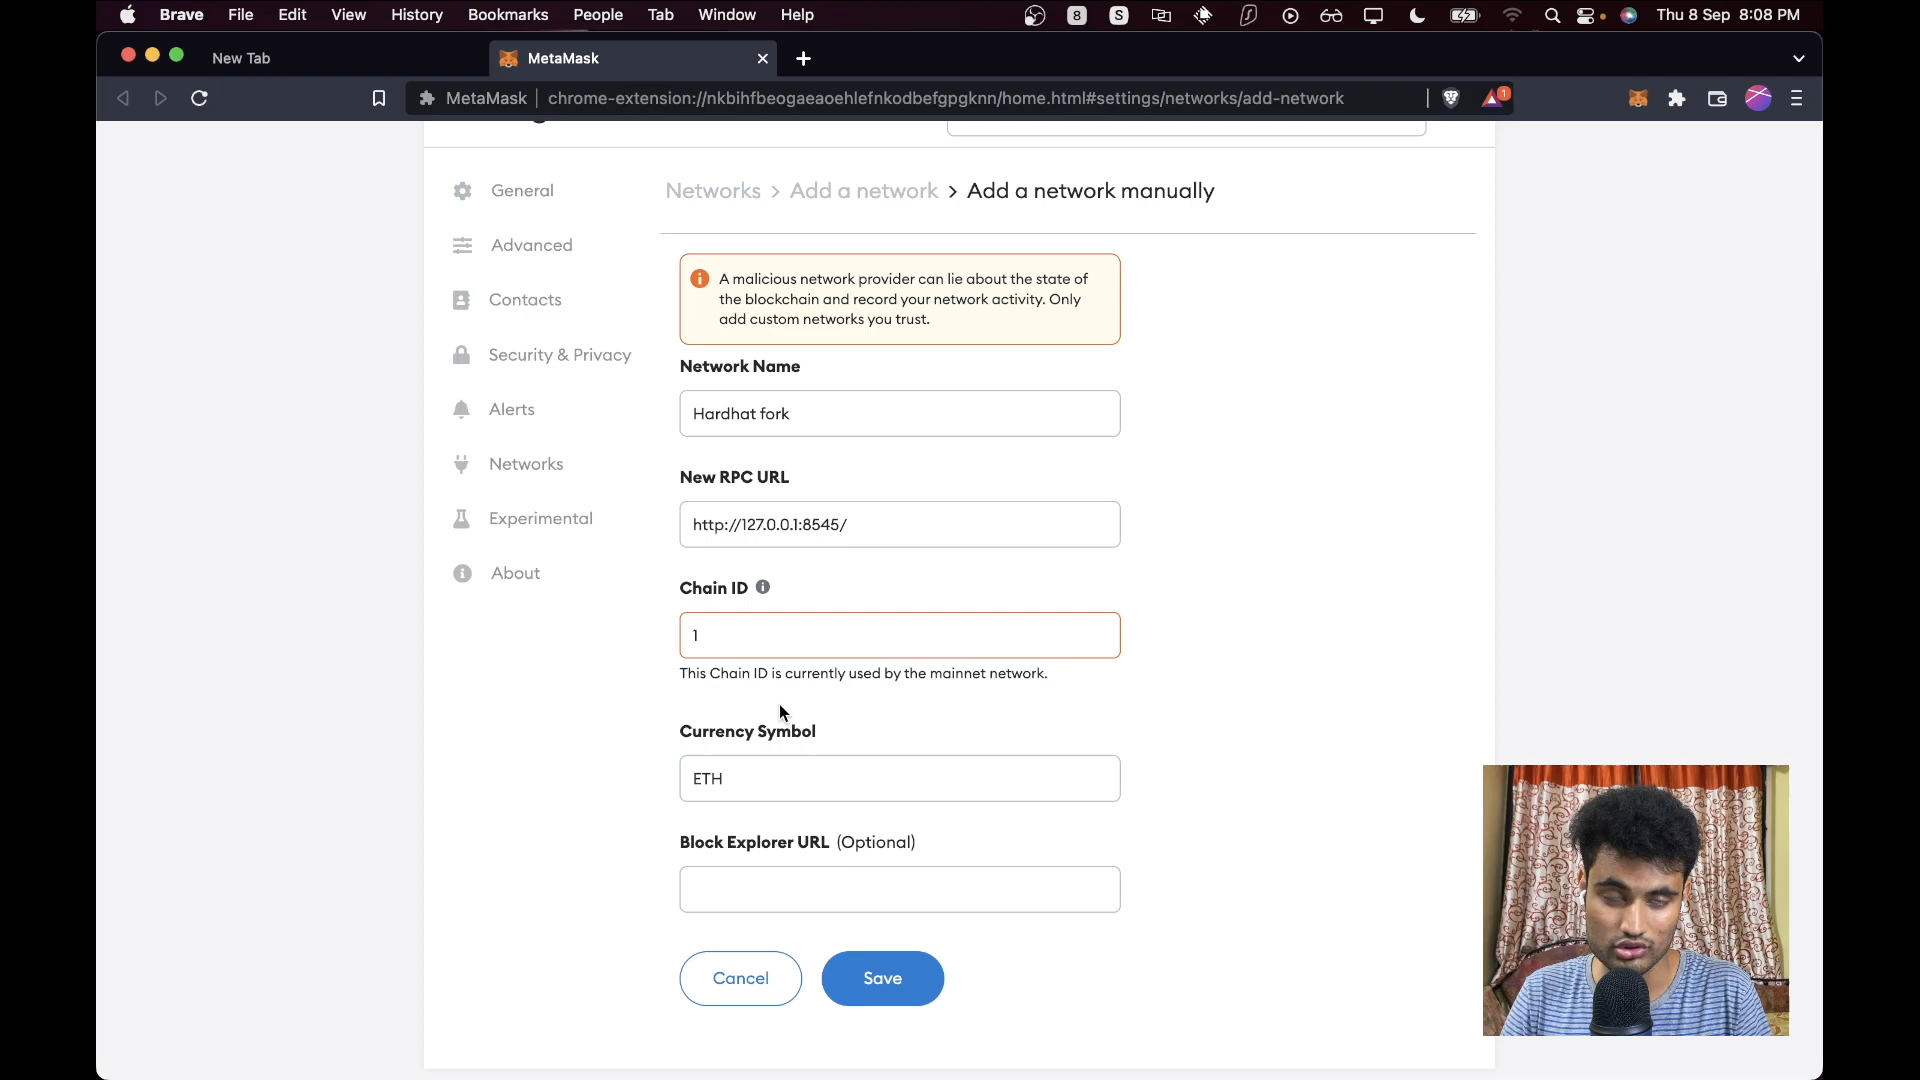 Brave File Edit View History Bookmarks People Tab Window Help 8 S Thu 8 Sep 8:08 PM
New Tab MetaMask
MetaMask chrome-extension://nkbihfbeogaeaoehlefnkodbefgpgknn/home.html#settings/networks/add-network 1
General
Advanced
Contacts
Security & Privacy
Alerts
Networks
Experimental
About
Networks > Add a network > Add a network manually
A malicious network provider can lie about the state of
the blockchain and record your network activity. Only
add custom networks you trust.
Network Name
Hardhat fork
New RPC URL
http://127.0.0.1:8545/
Chain ID
1
This Chain ID is currently used by the mainnet network.
Currency Symbol
ETH
Block Explorer URL (Optional)
Cancel Save